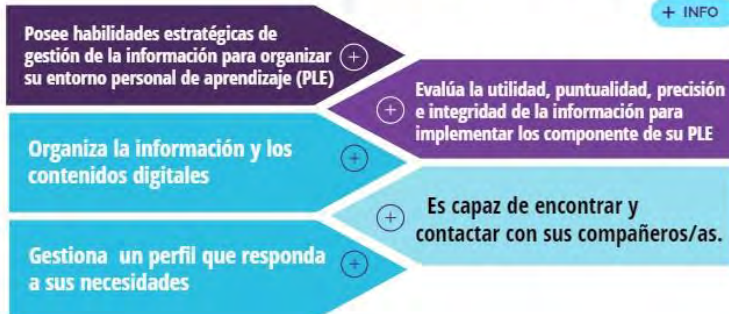 + INFO
Posee habilidades estratégicas de
gestión de la información para organizar
su entorno personal de aprendizaje (PLE)
Evalúa la utilidad, puntualidad, precisión
e integridad de la información para
implementar los componente de su PLE
Organiza la información y los
contenidos digitales
Es capaz de encontrar y
contactar con sus compañeros/as.
Gestiona un perfil que responda
a sus necesidades